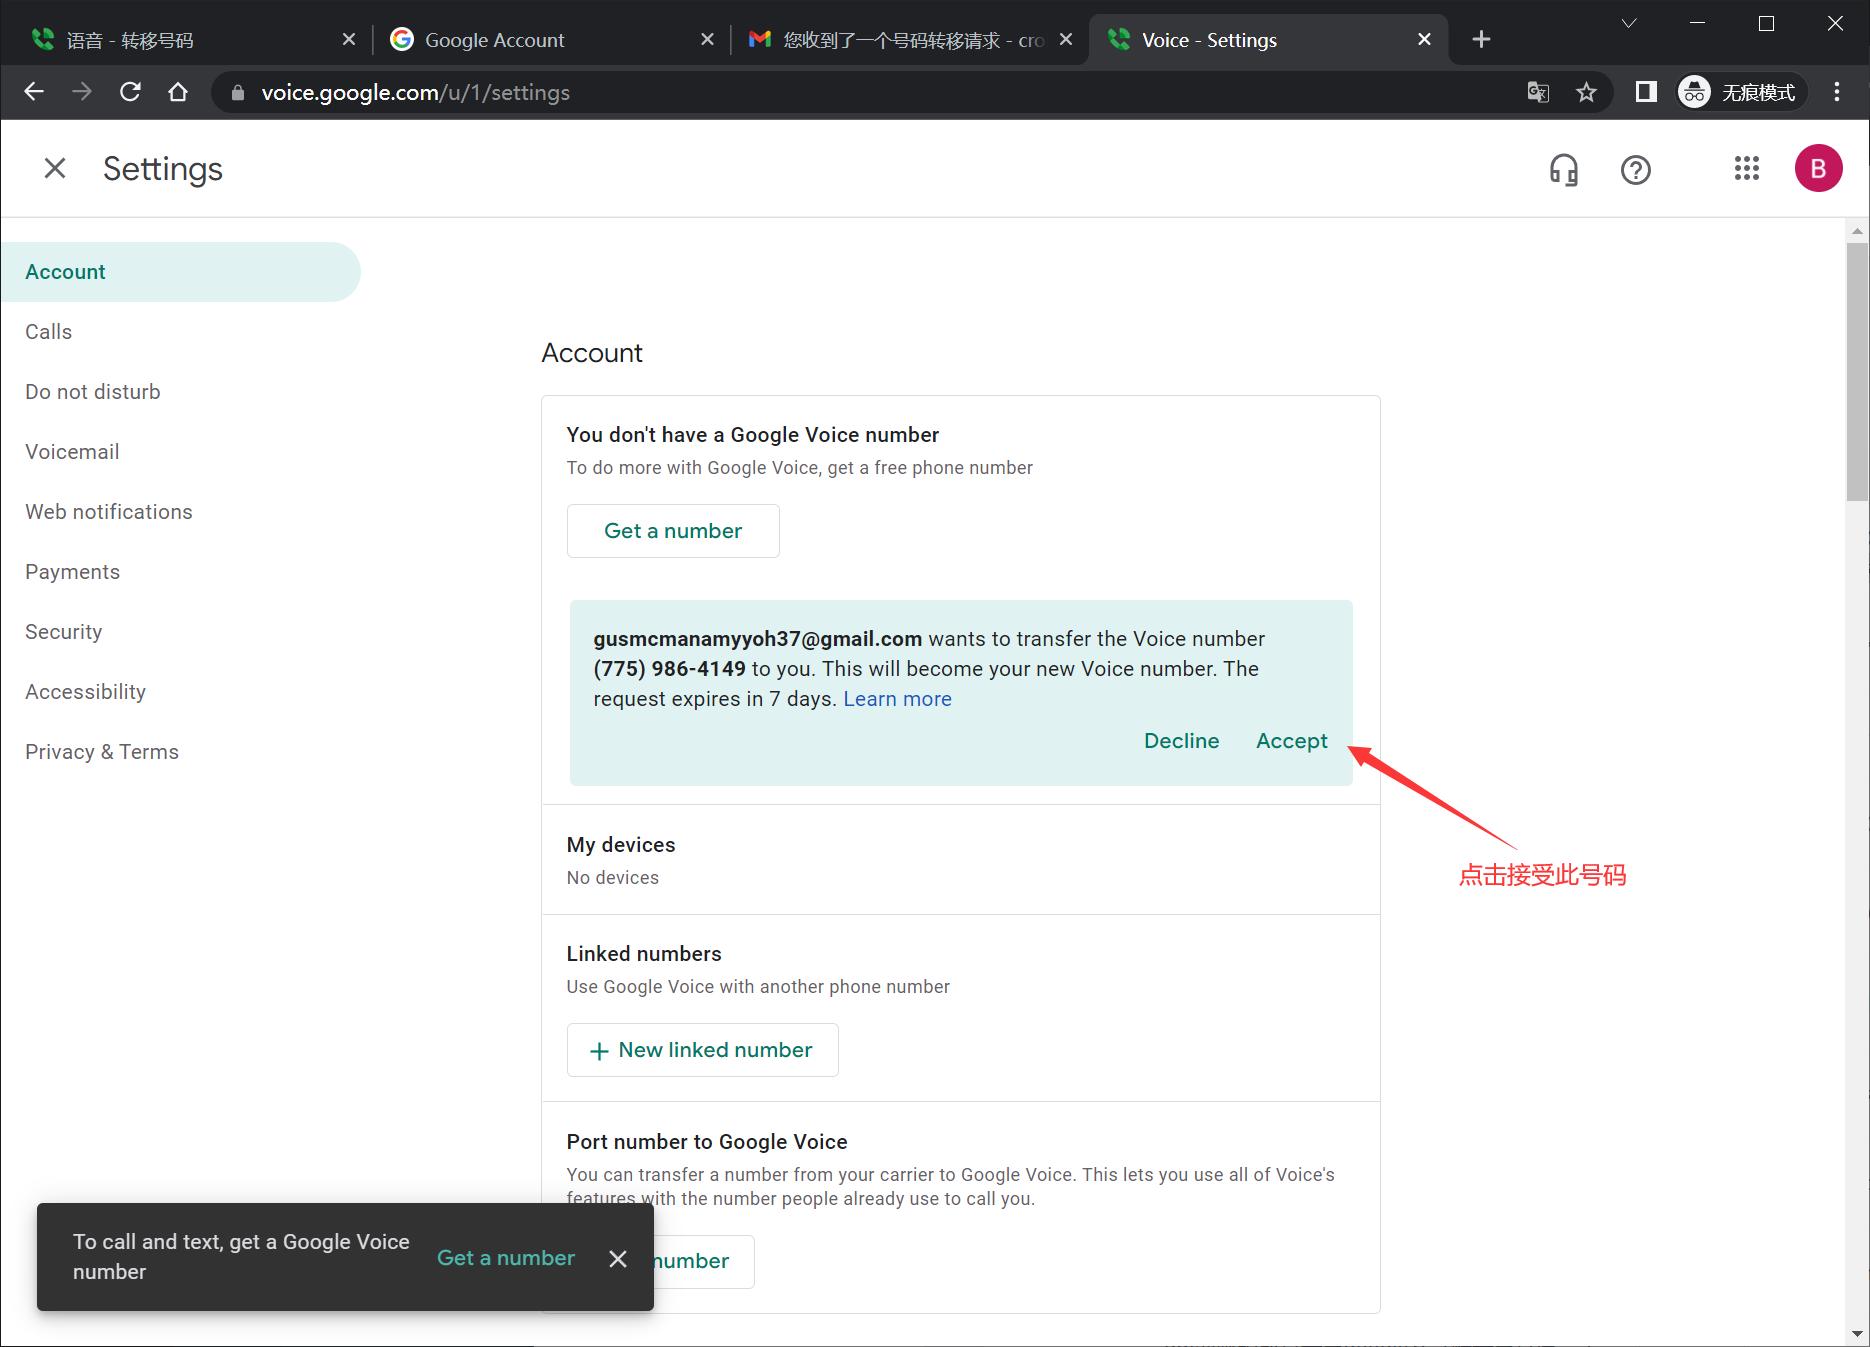 语音 - 转移号码
Google Account
您收到了一个号码转移请求 - cro
Voice - Settings
voice.google.com/u/1/settings
无痕模式
Settings
B
Account
Calls
Do not disturb
Voicemail
Web notifications
Payments
Security
Accessibility
Privacy & Terms
Account
You don't have a Google Voice number
To do more with Google Voice, get a free phone number
Get a number
gusmcmanamyyoh37@gmail.com wants to transfer the Voice number
(775) 986-4149 to you. This will become your new Voice number. The
request expires in 7 days. Learn more
Decline
Accept
点击接受此号码
My devices
No devices
Linked numbers
Use Google Voice with another phone number
+ New linked number
Port number to Google Voice
You can transfer a number from your carrier to Google Voice. This lets you use all of Voice's
features with the number people already use to call you.
number
To call and text, get a Google Voice
number
Get a number